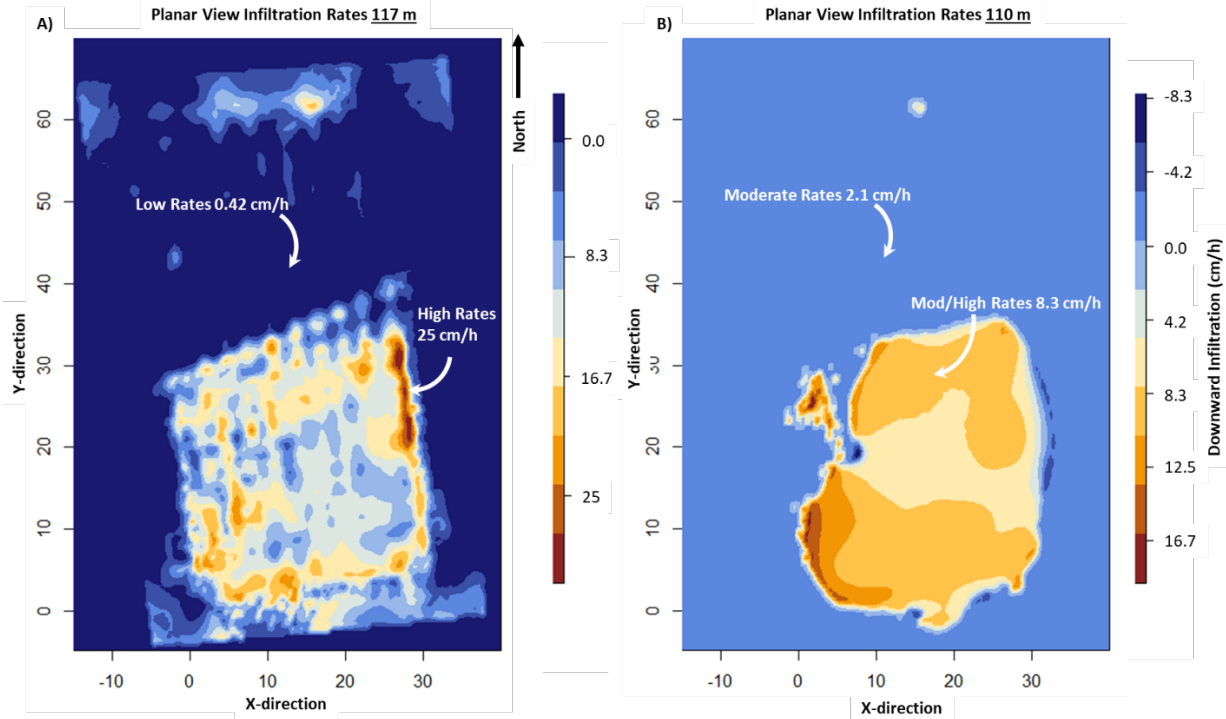 A)
Planar View Infiltration Rates 117 m
North
0.0
8.3
16.7
25
60
50
40
30
20
10
0
Y-direction
Low Rates 0.42 cm/h
High Rates
25 cm/h
-10
0
10
20
30
X-direction
B)
Planar View Infiltration Rates 110 m
-8.3
-4.2
0.0
4.2
8.3
12.5
16.7
Downward Infiltration (cm/h)
60
50
40
30
20
10
0
Y-direction
Moderate Rates 2.1 cm/h
Mod/High Rates 8.3 cm/h
-10
0
10
20
30
X-direction